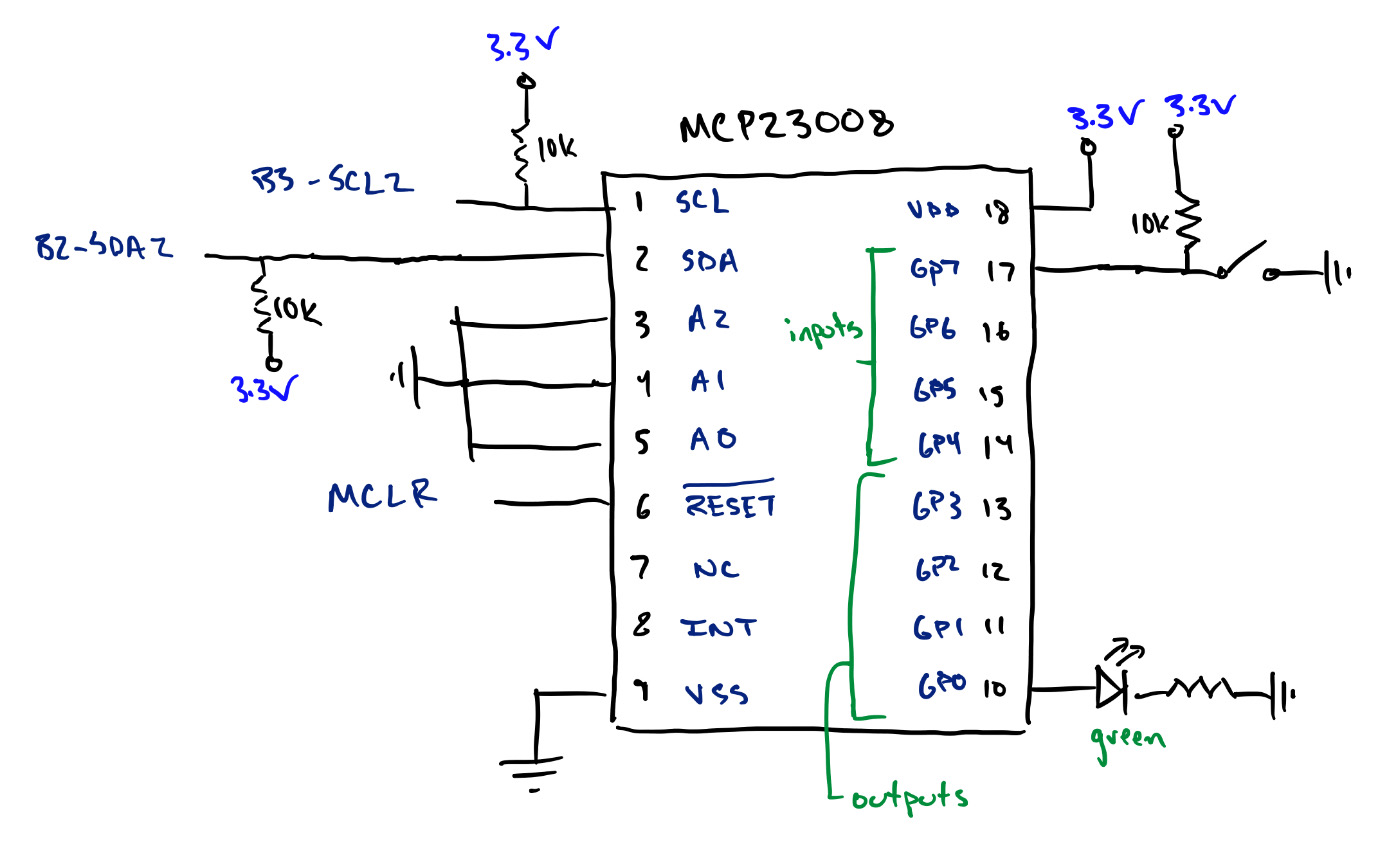 3.3V
MCP23008
3.3V 3.3V
10K
B3-SCL2
1 SCL
VDD 18
10K
B2-SDA2
2 SDA
GP7 17
10K
3.3V
3 A2
inputs
GP6 16
4 A1
GP5 15
5 A0
GP4 14
MCLR
6 RESET
GP3 13
7 NC
GP2 12
8 INT
GP1 11
9 VSS
GP0 10
green
outputs